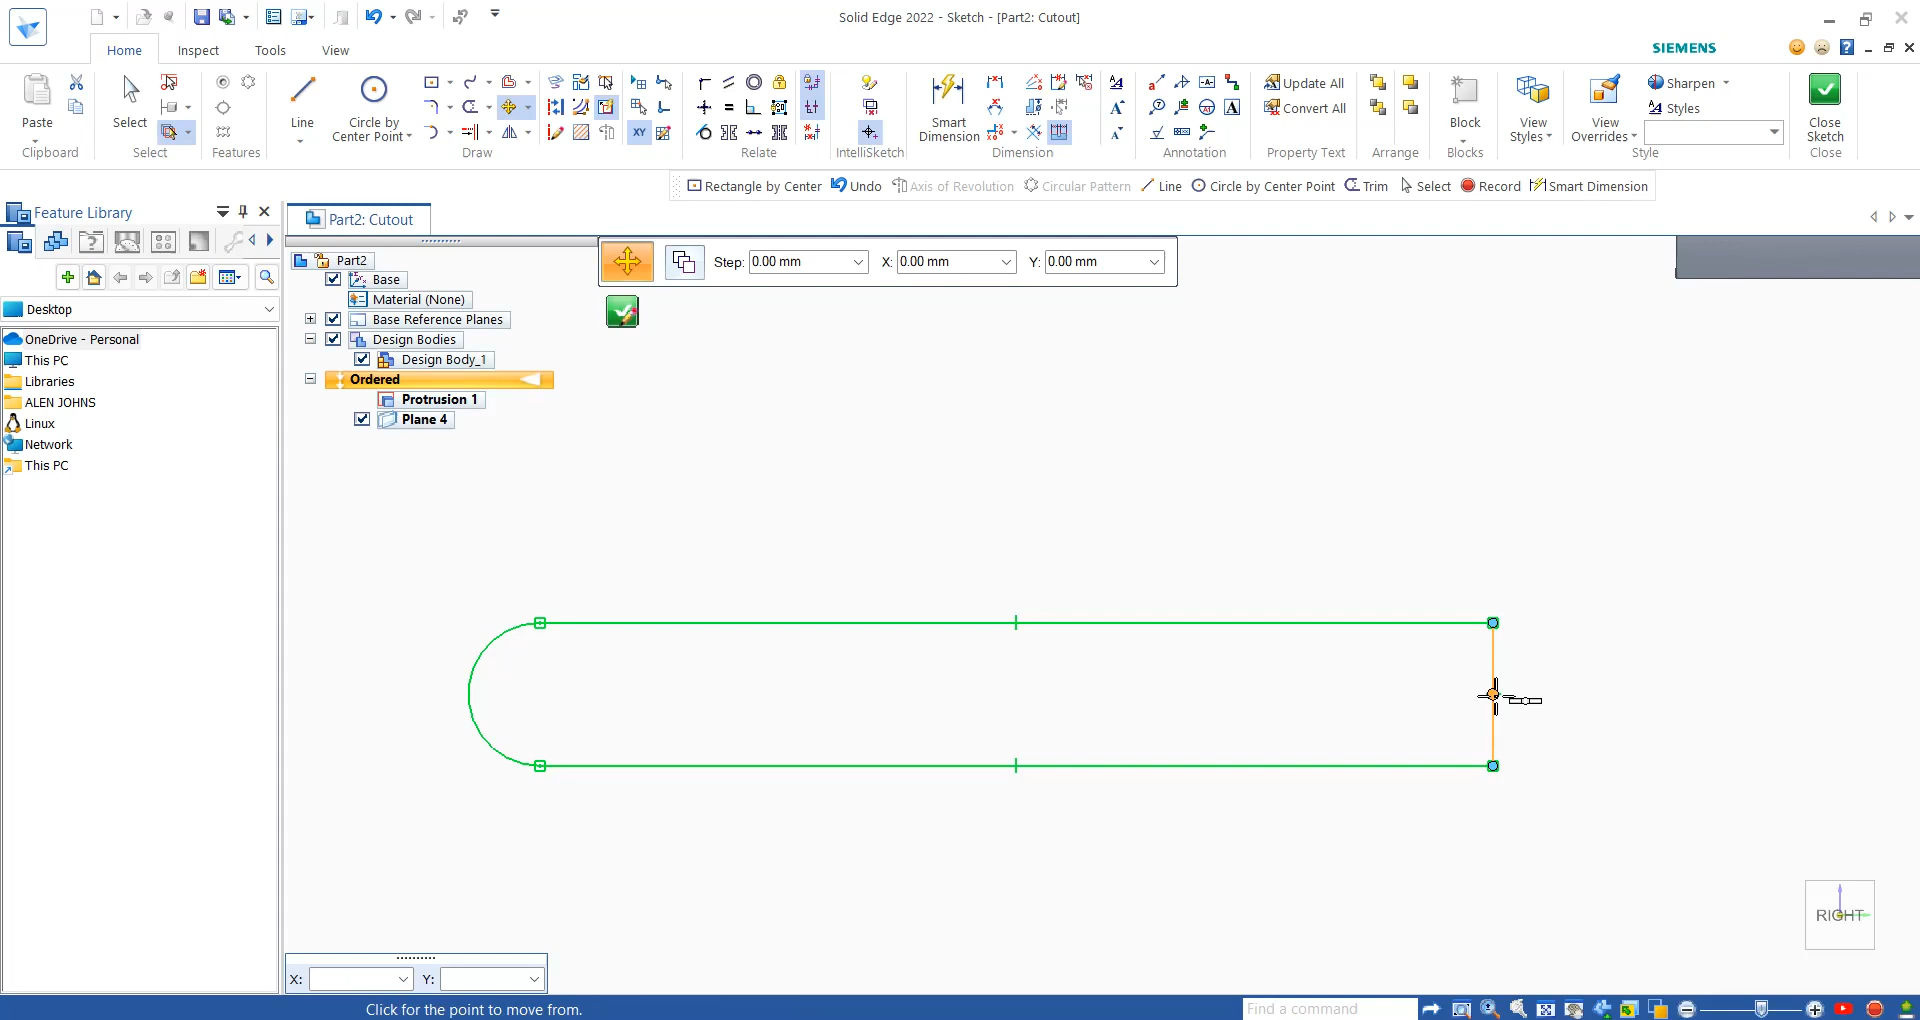 Solid Edge 2022 - Sketch - [Part2: Cutout]
Home
Inspect
Tools
View
SIEMENS
Paste
Clipboard
Select
Select
Features
Line
Circle by
Center Point
Draw
XY
Relate
IntelliSketch
Smart
Dimension
Dimension
Annotation
Update All
Convert All
Property Text
Arrange
Block
Blocks
View
Styles
View
Overrides
Sharpen
Styles
Style
Close
Sketch
Close
Rectangle by Center
Undo
Axis of Revolution
Circular Pattern
Line
Circle by Center Point
Trim
Select
Record
Smart Dimension
Feature Library
Part2: Cutout
Desktop
OneDrive - Personal
This PC
Libraries
ALEN JOHNS
Linux
Network
This PC
Part2
Base
Material (None)
Base Reference Planes
Design Bodies
Design Body_1
Ordered
Protrusion 1
Plane 4
Step: 0.00 mm
X: 0.00 mm
Y: 0.00 mm
RIGHT
X:
Y:
Click for the point to move from.
Find a command